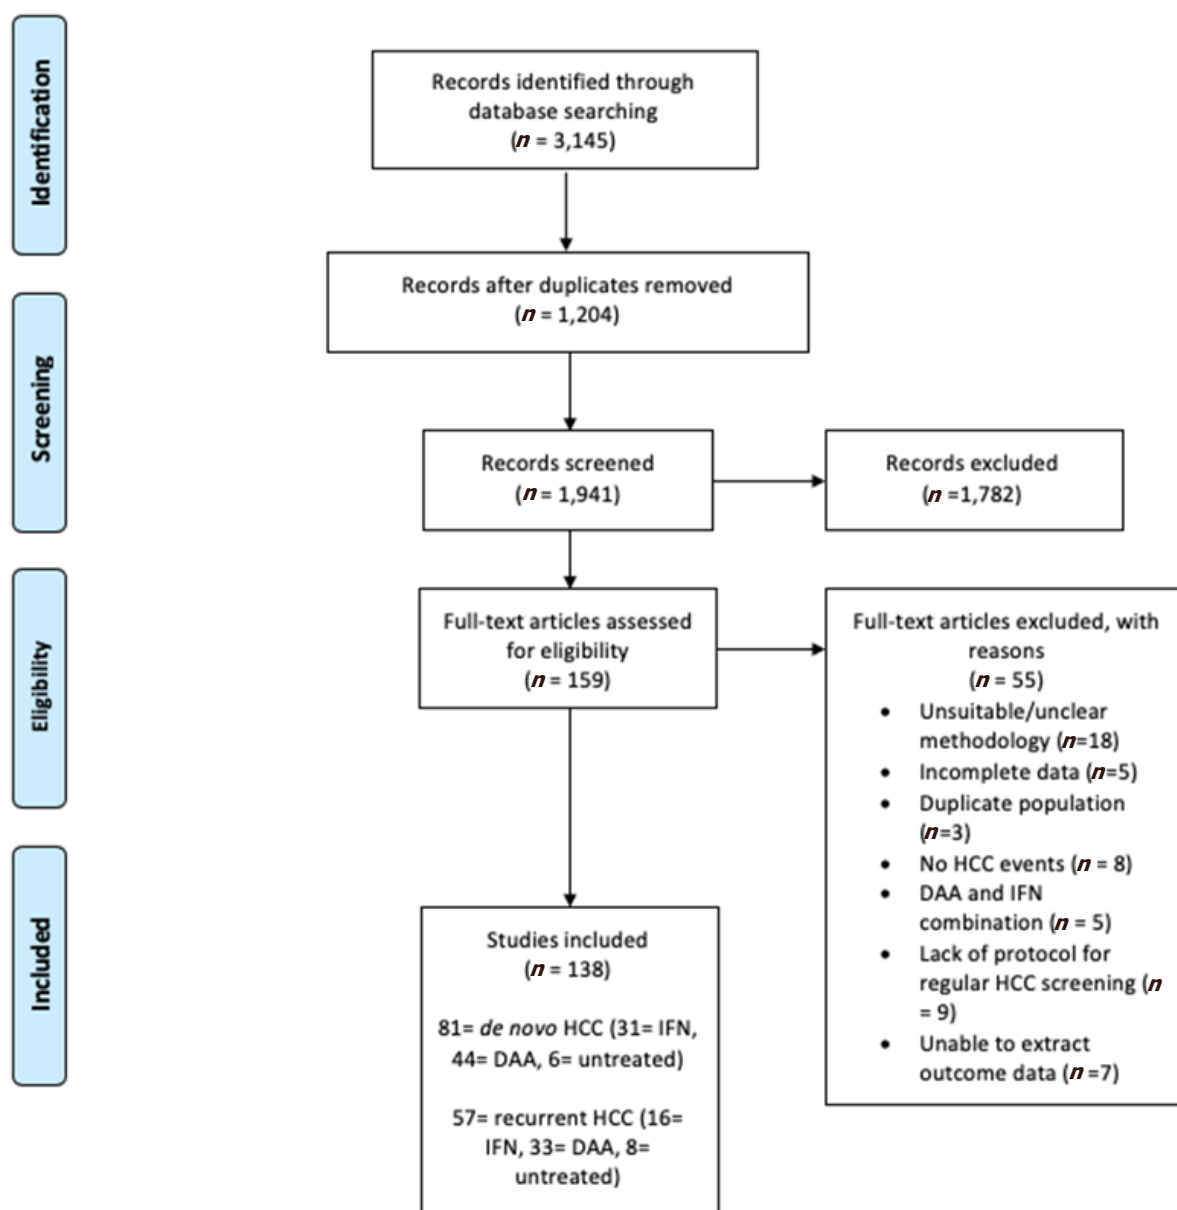 Identification
Records identified through
database searching
(n = 3,145)
Records after duplicates removed
(n = 1,204)
Screening
Records screened
(n = 1,941)
Records excluded
(n =1,782)
Eligibility
Full-text articles assessed
for eligibility
(n = 159)
Full-text articles excluded, with
reasons
(n = 55)
• Unsuitable/unclear
methodology (n=18)
• Incomplete data (n=5)
• Duplicate population
(n=3)
• No HCC events (n = 8)
• DAA and IFN
combination (n = 5)
• Lack of protocol for
regular HCC screening (n
= 9)
• Unable to extract
outcome data (n =7)
Included
Studies included
(n = 138)
81= de novo HCC (31= IFN,
44= DAA, 6= untreated)
57= recurrent HCC (16=
IFN, 33= DAA, 8=
untreated)